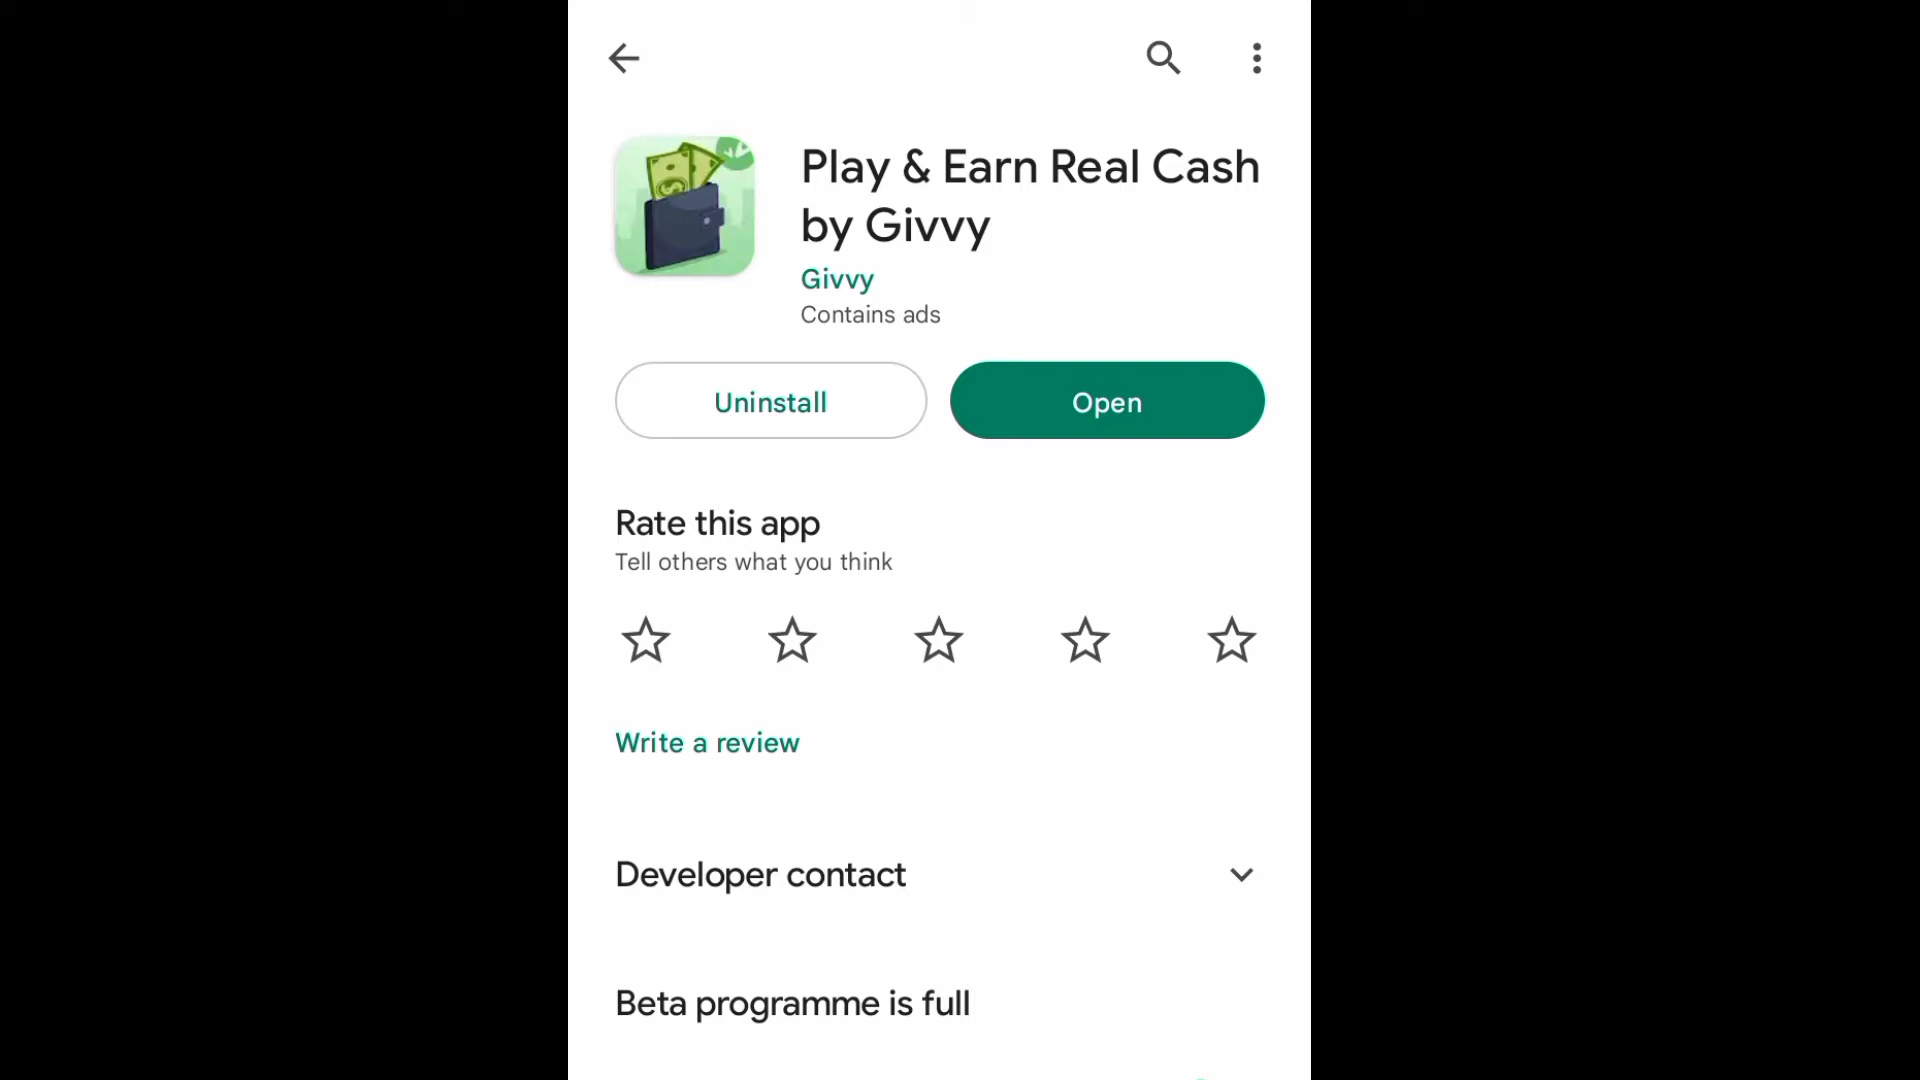 Play & Earn Real Cash
by Givvy
Givvy
Contains ads
Uninstall
Open
Rate this app
Tell others what you think
Write a review
Developer contact
Beta programme is full